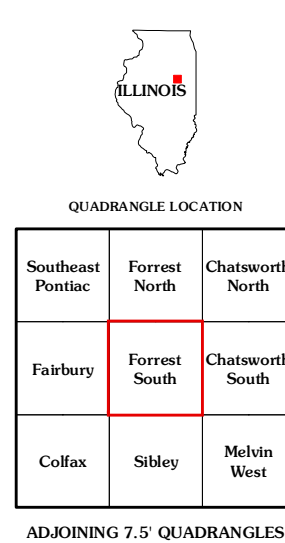 ILLINOIS
QUADRANGLE LOCATION
Southeast Pontiac
Forrest North
Chatsworth North
Fairbury
Forrest South
Chatsworth South
Colfax
Sibley
Melvin West
ADJOINING 7.5' QUADRANGLES